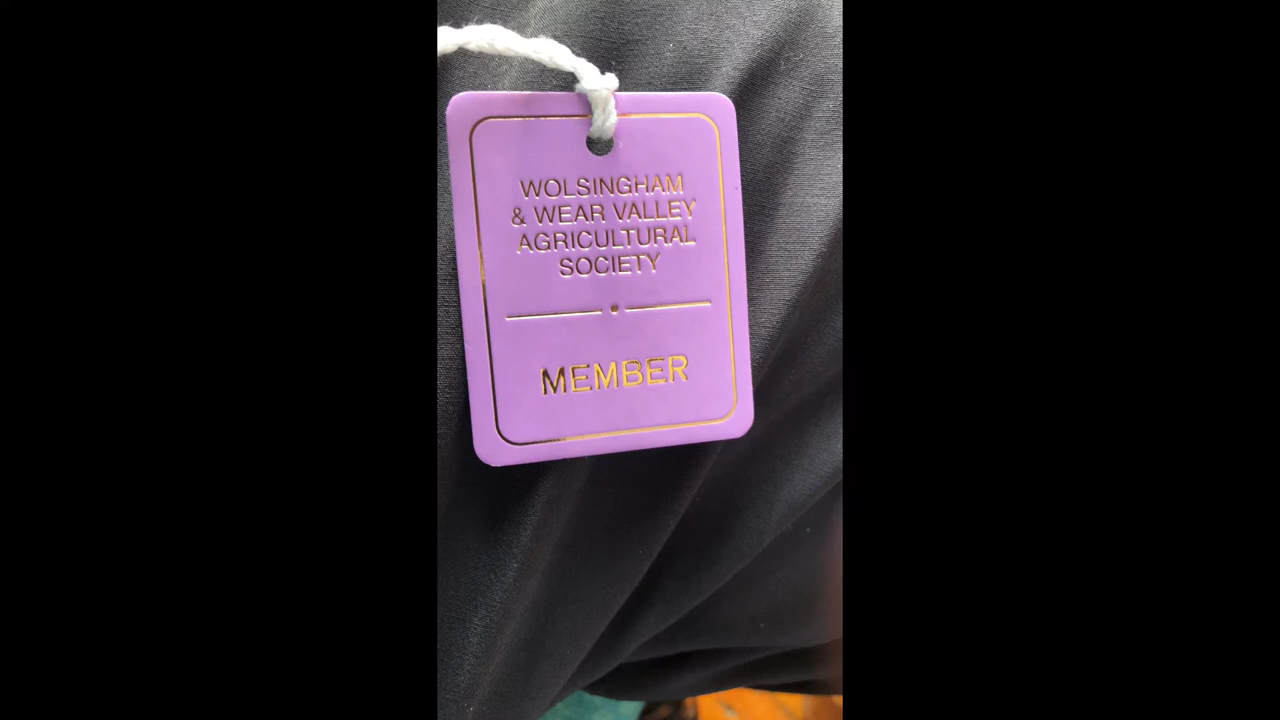 WOLSINGHAM
& WEAR VALLEY
AGRICULTURAL
SOCIETY
MEMBER